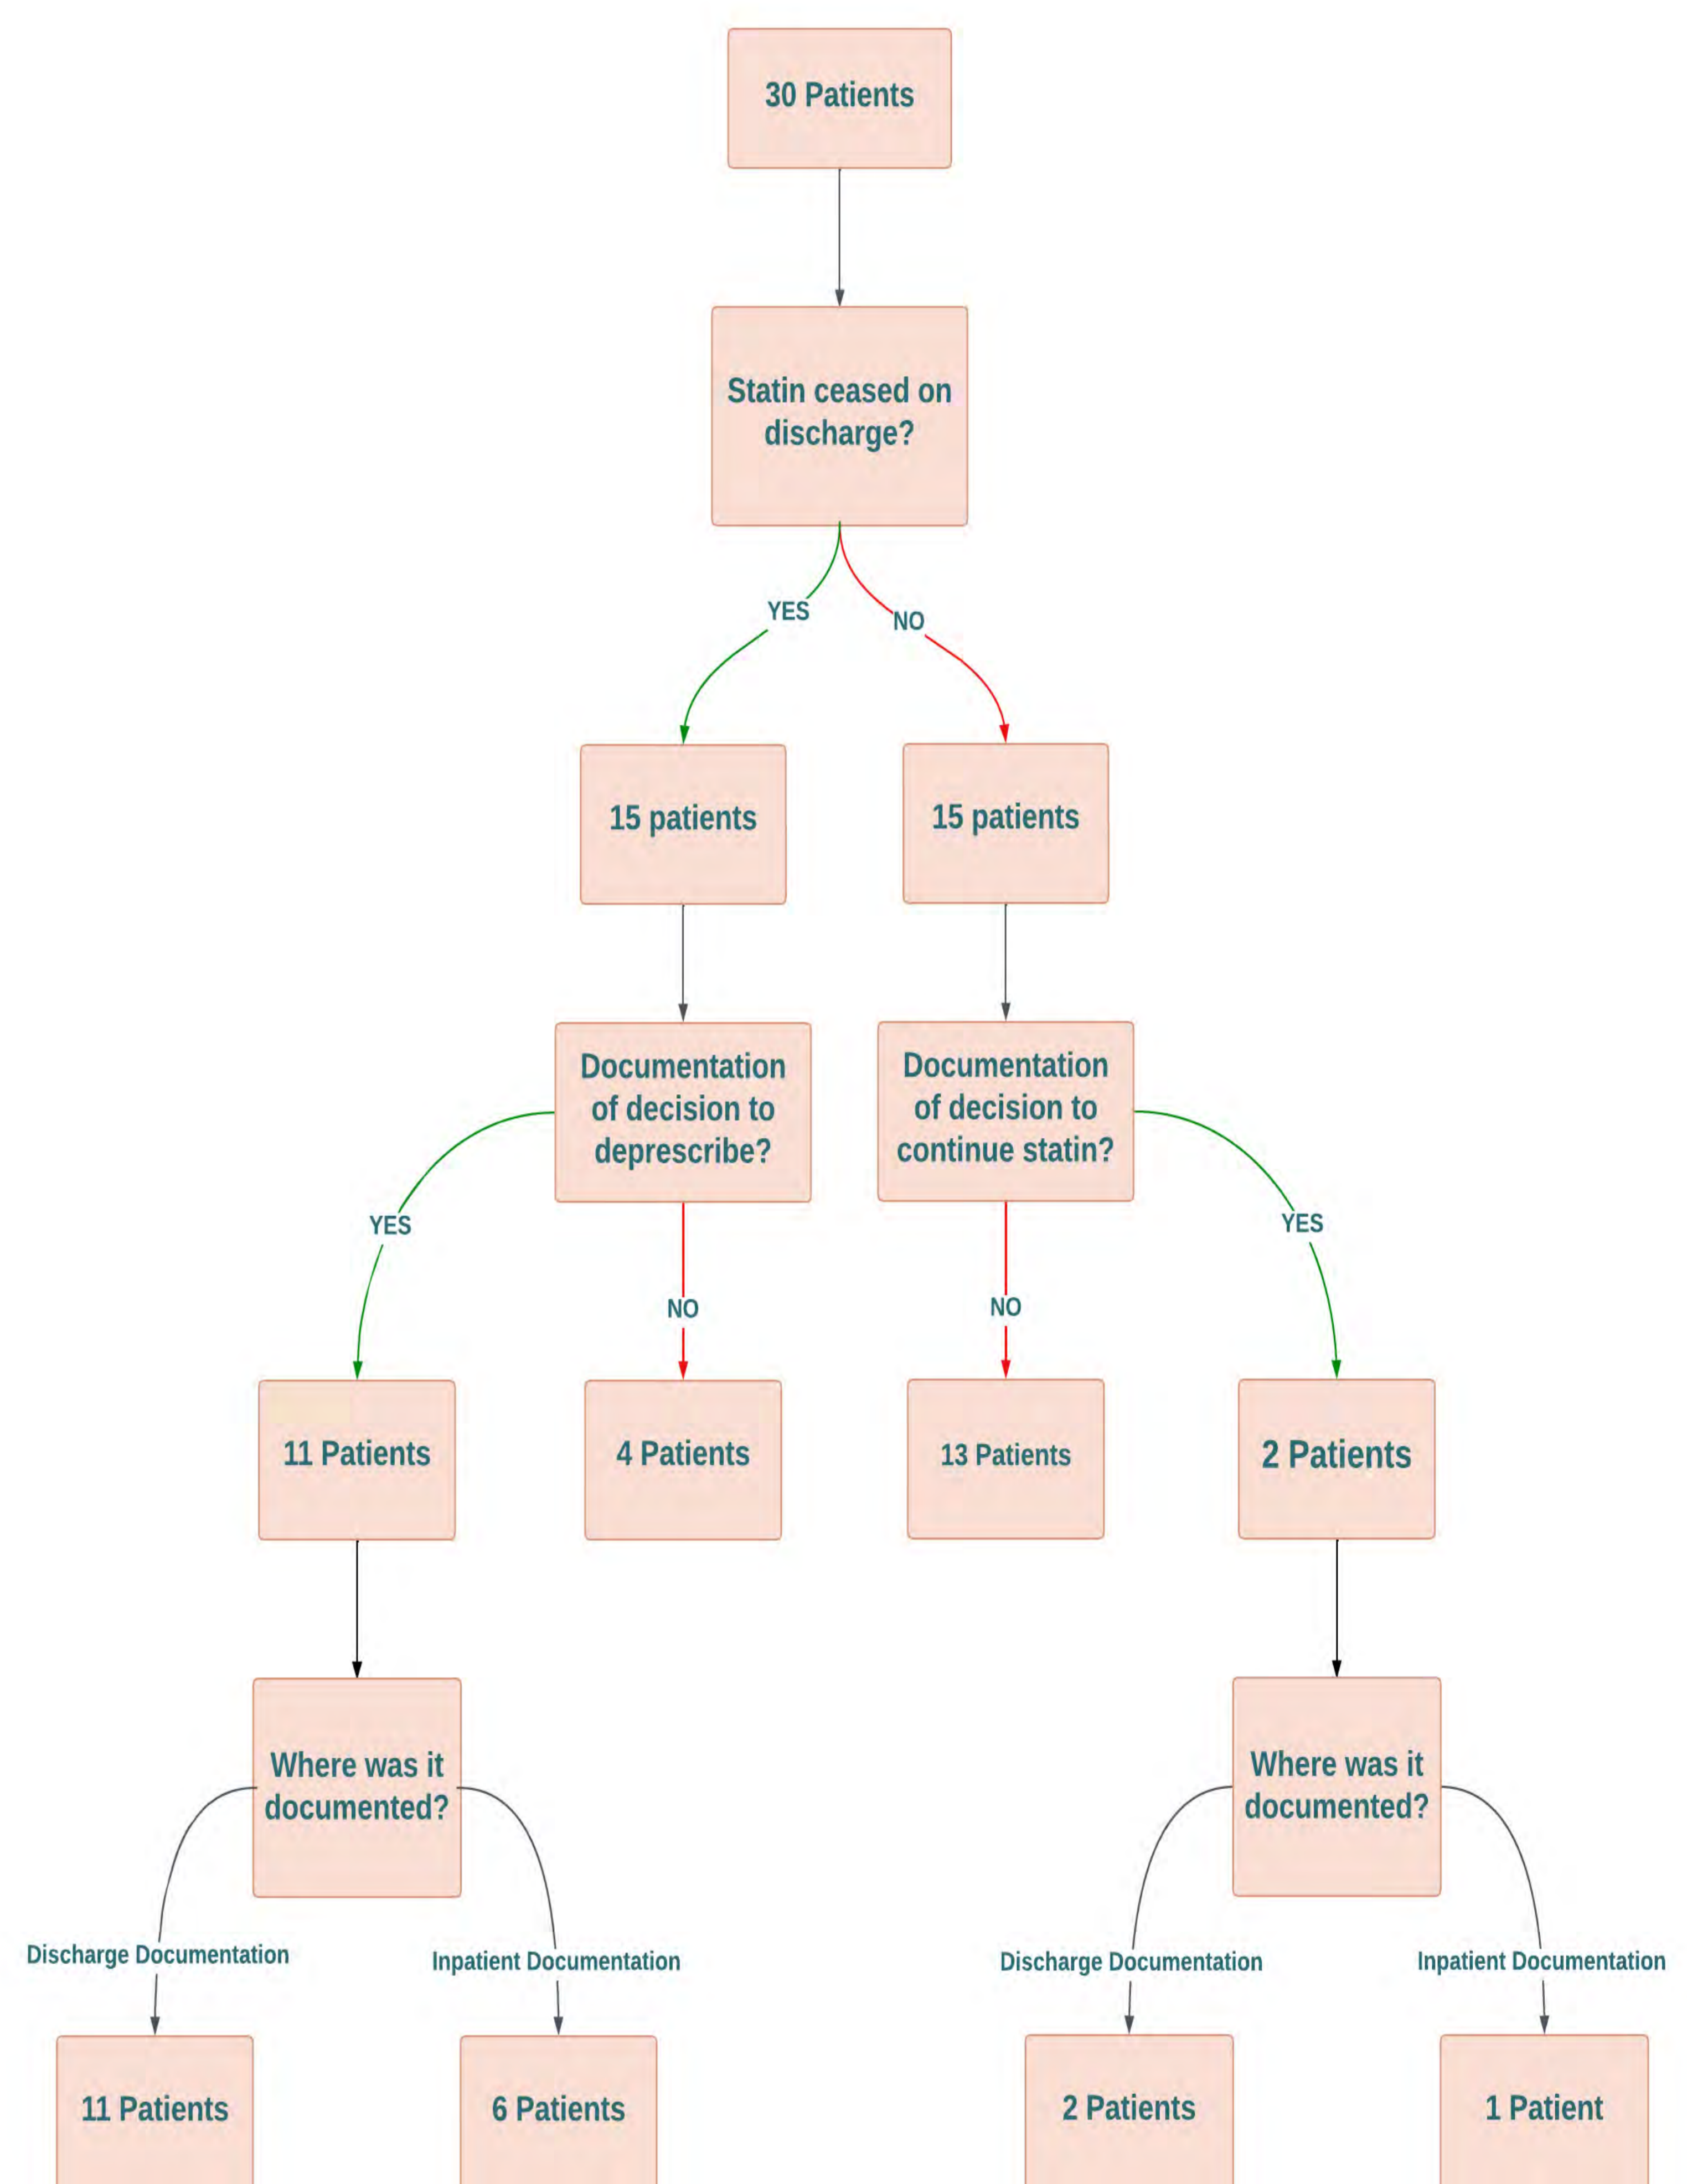 30 Patients
Statin ceased on
discharge?
YES
NO
15 patients
15 patients
Documentation
of decision to
deprescribe?
Documentation
of decision to
continue statin?
YES
NO
NO
YES
11 Patients
4 Patients
13 Patients
2 Patients
Where was it
documented?
Where was it
documented?
Discharge Documentation
Inpatient Documentation
Discharge Documentation
Inpatient Documentation
11 Patients
6 Patients
2 Patients
1 Patient